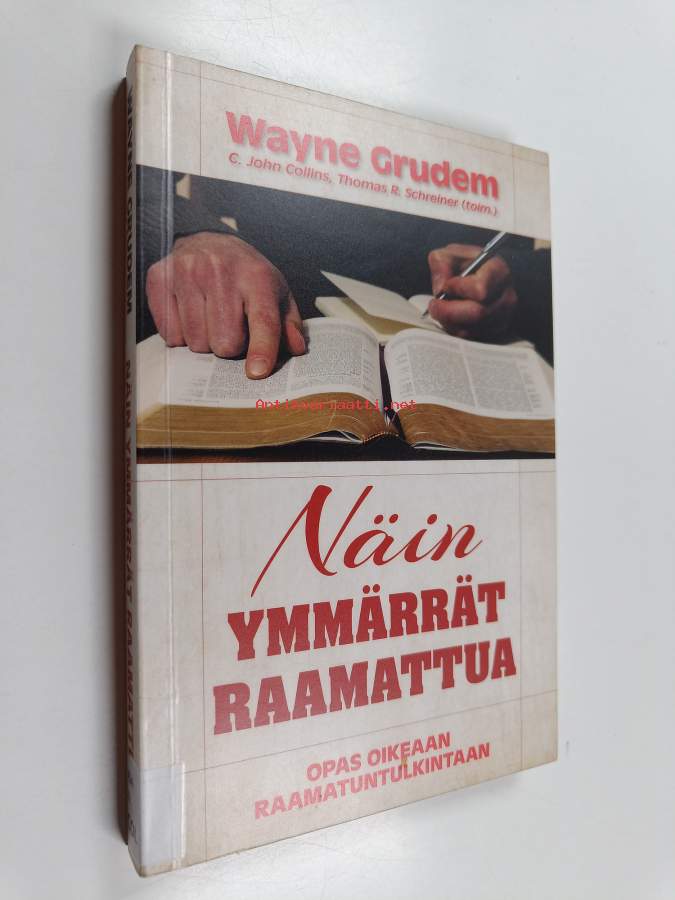 Wayne Grudem
C. John Collins, Thomas R. Schreiner (toim.)
Antikvariaatti.net
Näin
YMMÄRRÄT
RAAMATTUA
OPAS OIKEAAN
RAAMATUNTULKINTAAN
WAYNE GRUDEM NÄIN YMMÄRRÄT RAAMATTUA